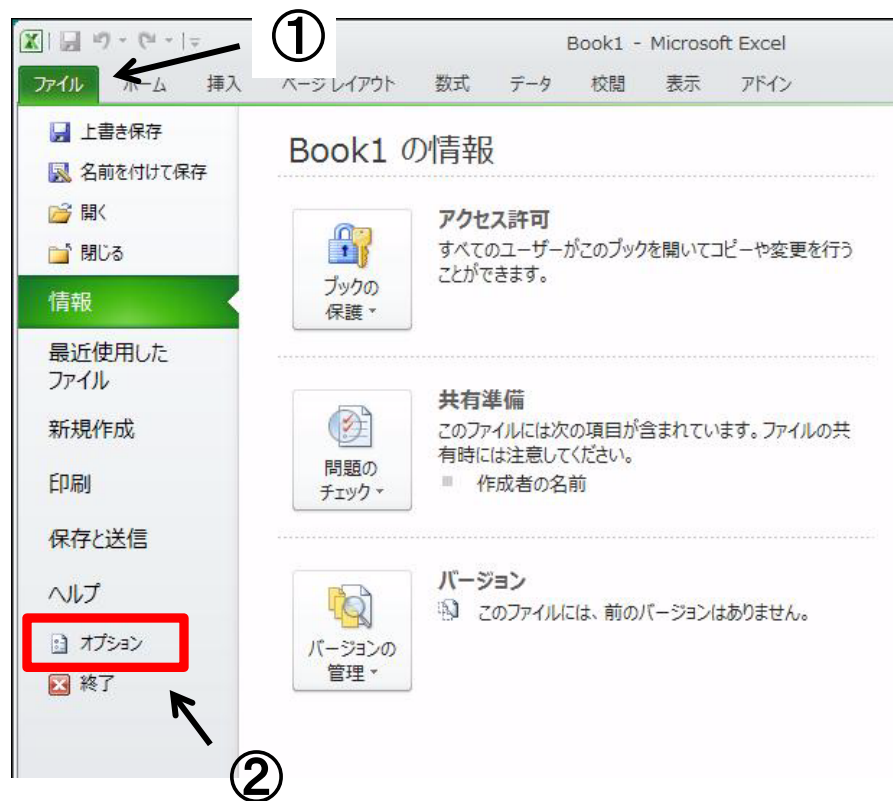 ①
Book1 - Microsoft Excel
ファイル ホーム 挿入 ページ レイアウト 数式 データ 校閲 表示 アドイン
上書き保存
名前を付けて保存
開く
閉じる
情報
最近使用した
ファイル
新規作成
印刷
保存と送信
ヘルプ
オプション
終了
②
Book1 の情報
ブックの
保護
アクセス許可
すべてのユーザーがこのブックを開いてコピーや変更を行う
ことができます。
問題の
チェック
共有準備
このファイルには次の項目が含まれています。ファイルの共
有時には注意してください。
作成者の名前
バージョンの
管理
バージョン
このファイルには、前のバージョンはありません。